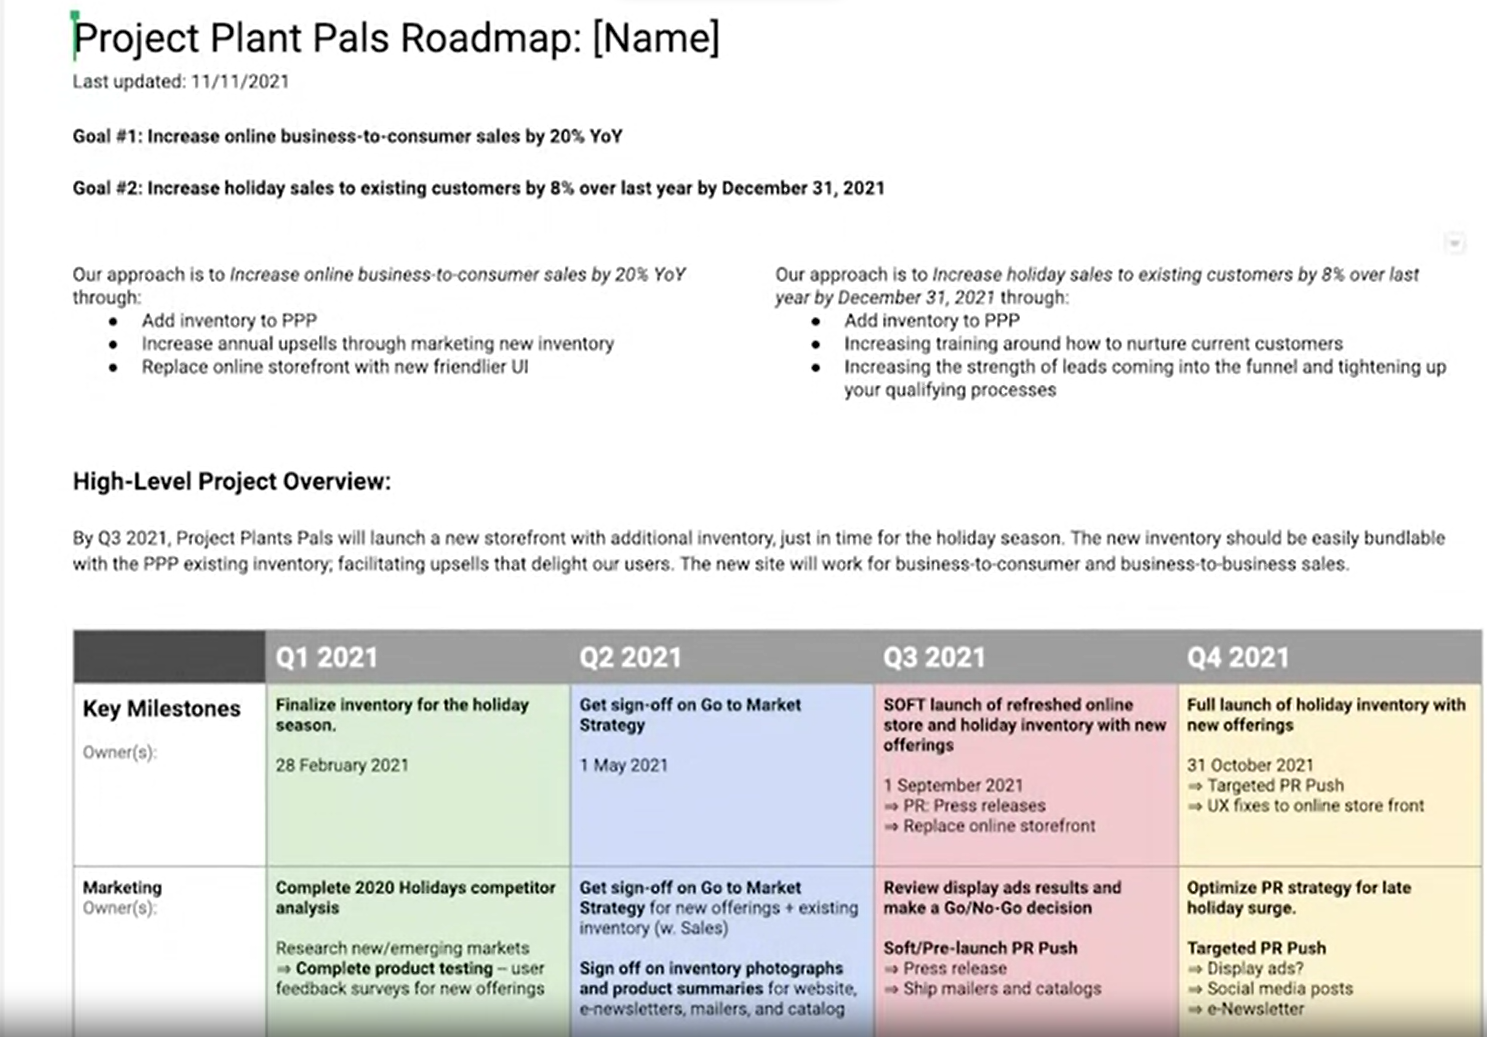 Project Plant Pals Roadmap: [Name]
Last updated: 11/11/2021
Goal #1: Increase online business-to-consumer sales by 20% YoY
Goal #2: Increase holiday sales to existing customers by 8% over last year by December 31, 2021
Our approach is to Increase online business-to-consumer sales by 20% YoY
through:
● Add inventory to PPP
● Increase annual upsells through marketing new inventory
● Replace online storefront with new friendlier UI
Our approach is to Increase holiday sales to existing customers by 8% over last
year by December 31, 2021 through:
● Add inventory to PPP
● Increasing training around how to nurture current customers
● Increasing the strength of leads coming into the funnel and tightening up
your qualifying processes
High-Level Project Overview:
By Q3 2021, Project Plants Pals will launch a new storefront with additional inventory, just in time for the holiday season. The new inventory should be easily bundlable
with the PPP existing inventory; facilitating upsells that delight our users. The new site will work for business-to-consumer and business-to-business sales.
Q1 2021
Q2 2021
Q3 2021
Q4 2021
Key Milestones
Owner(s):
Finalize inventory for the holiday
season.
28 February 2021
Get sign-off on Go to Market
Strategy
1 May 2021
SOFT launch of refreshed online
store and holiday inventory with new
offerings
1 September 2021
⇒ PR: Press releases
⇒ Replace online storefront
Full launch of holiday inventory with
new offerings
31 October 2021
⇒ Targeted PR Push
⇒ UX fixes to online store front
Marketing
Owner(s):
Complete 2020 Holidays competitor
analysis
Research new/emerging markets
⇒ Complete product testing – user
feedback surveys for new offerings
Get sign-off on Go to Market
Strategy for new offerings + existing
inventory (w. Sales)
Sign off on inventory photographs
and product summaries for website,
e-newsletters, mailers, and catalog
Review display ads results and
make a Go/No-Go decision
Soft/Pre-launch PR Push
⇒ Press release
⇒ Ship mailers and catalogs
Optimize PR strategy for late
holiday surge.
Targeted PR Push
⇒ Display ads?
⇒ Social media posts
⇒ e-Newsletter